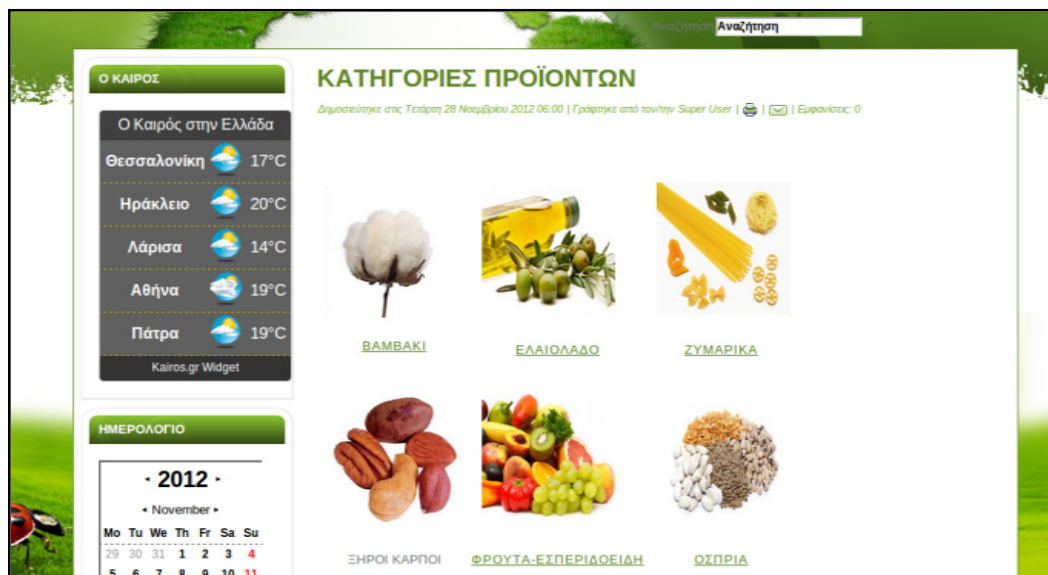 Αναζήτηση Αναζήτηση
Ο ΚΑΙΡΟΣ
Ο Καιρός στην Ελλάδα
Θεσσαλονίκη 17°C
Ηράκλειο 20°C
Λάρισα 14°C
Αθήνα 19°C
Πάτρα 19°C
Kairos.gr Widget
ΗΜΕΡΟΛΟΓΙΟ
2012
November
Mo Tu We Th Fr Sa Su
29 30 31 1 2 3 4
5 6 7 8 9 10 11
ΚΑΤΗΓΟΡΙΕΣ ΠΡΟΪΟΝΤΩΝ
Δημοσιεύτηκε στις Τετάρτη 28 Νοεμβρίου 2012 06:00 | Γράφτηκε από τον/την Super User | | | Εμφανίσεις: 0
ΒΑΜΒΑΚΙ ΕΛΑΙΟΛΑΔΟ ΖΥΜΑΡΙΚΑ
ΞΗΡΟΙ ΚΑΡΠΟΙ ΦΡΟΥΤΑ-ΕΣΠΕΡΙΔΟΕΙΔΗ ΟΣΠΡΙΑ